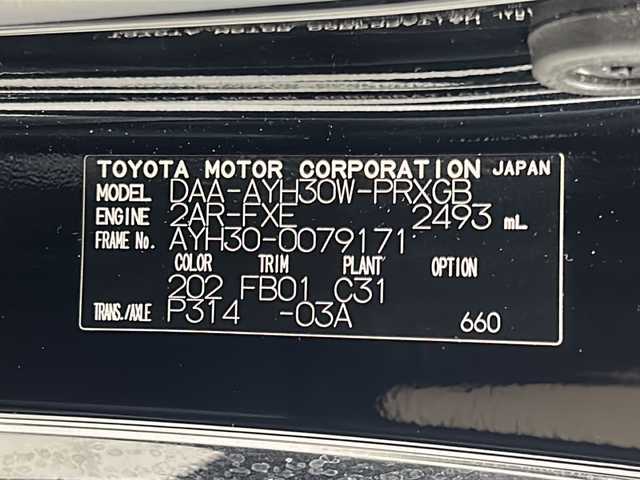 TOYOTA MOTOR CORPORATION JAPAN
MODEL DAA-AYH30W-PRXGB
ENGINE 2AR-FXE 2493 mL
FRAME No. AYH30-0079171
COLOR TRIM PLANT OPTION
202 FB01 C31
TRANS./AXLE P314 -03A 660